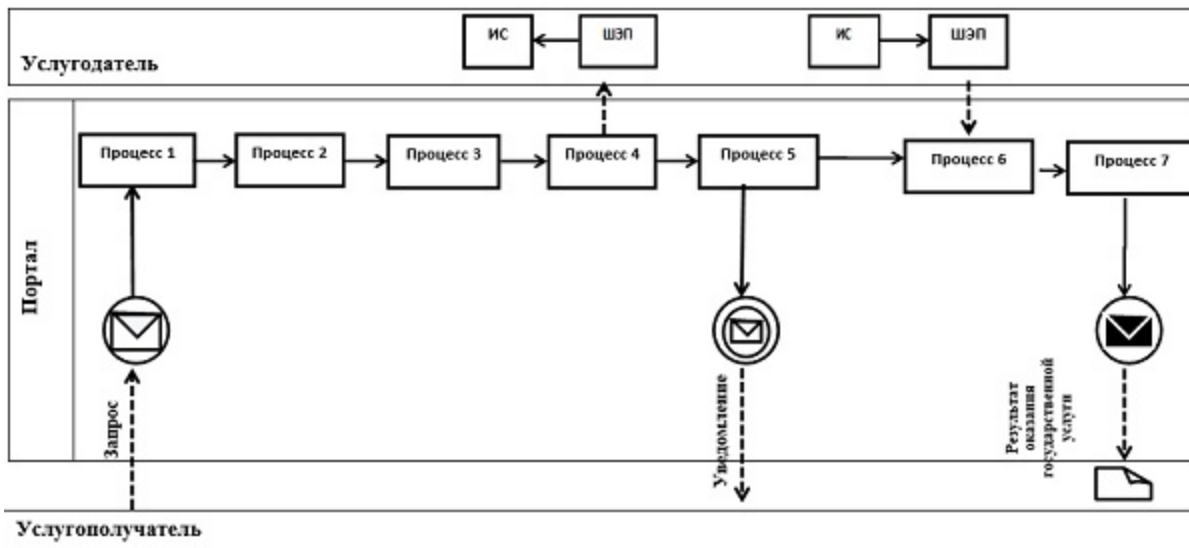 ИС
ШЭП
ИС
ШЭП
Услугодатель
Процесс 1
Процесс 2
Процесс 3
Процесс 4
Процесс 5
Процесс 6
Процесс 7
Портал
Запрос
Уведомление
Результат
оказания
государственной
услуги
Услугополучатель